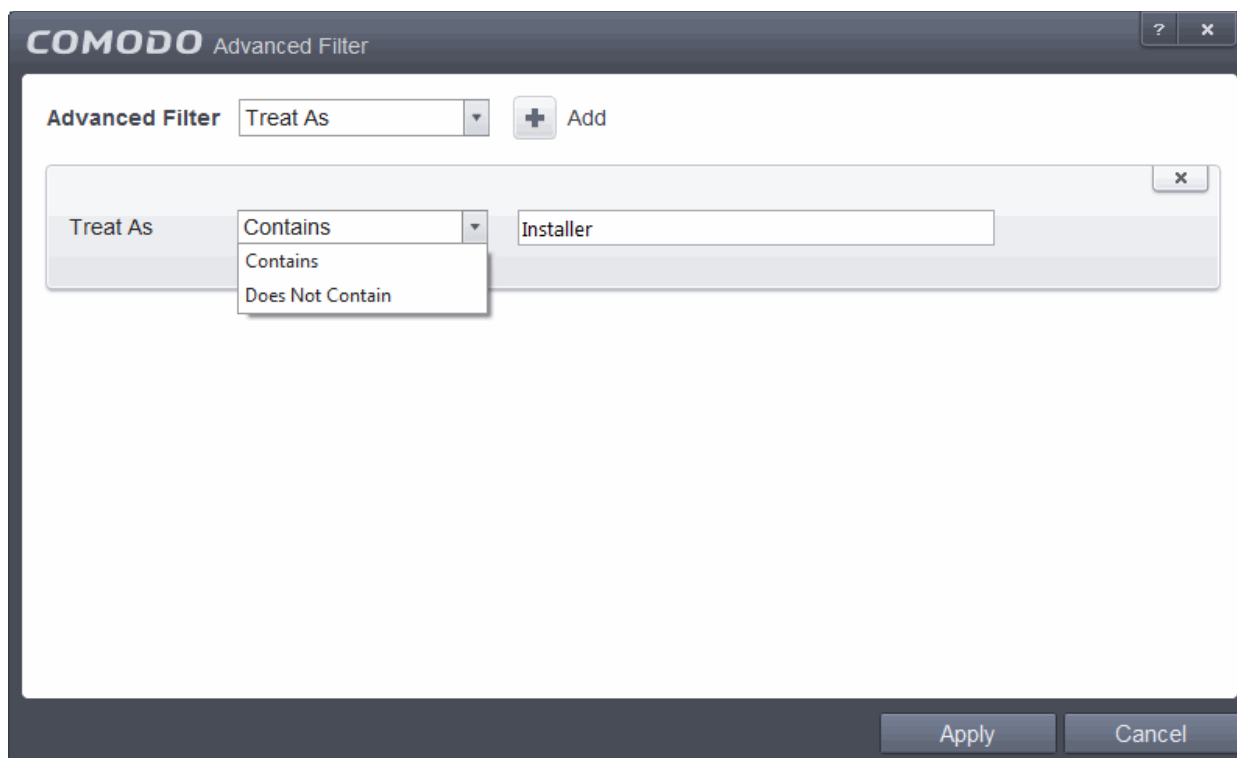 COMODO Advanced Filter ? x
Advanced Filter Treat As Add
Treat As Contains Installer
Contains
Does Not Contain
Apply Cancel